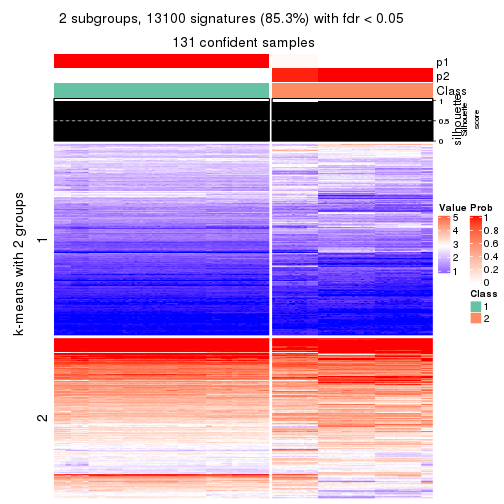 2 subgroups, 13100 signatures (85.3%) with fdr < 0.05
131 confident samples
p1
p2
Class
1
0.5
0
silhouette
Silhouette
score
k-means with 2 groups
1
2
Value
5
4
3
2
1
Prob
1
0.8
0.6
0.4
0.2
0
Class
1
2